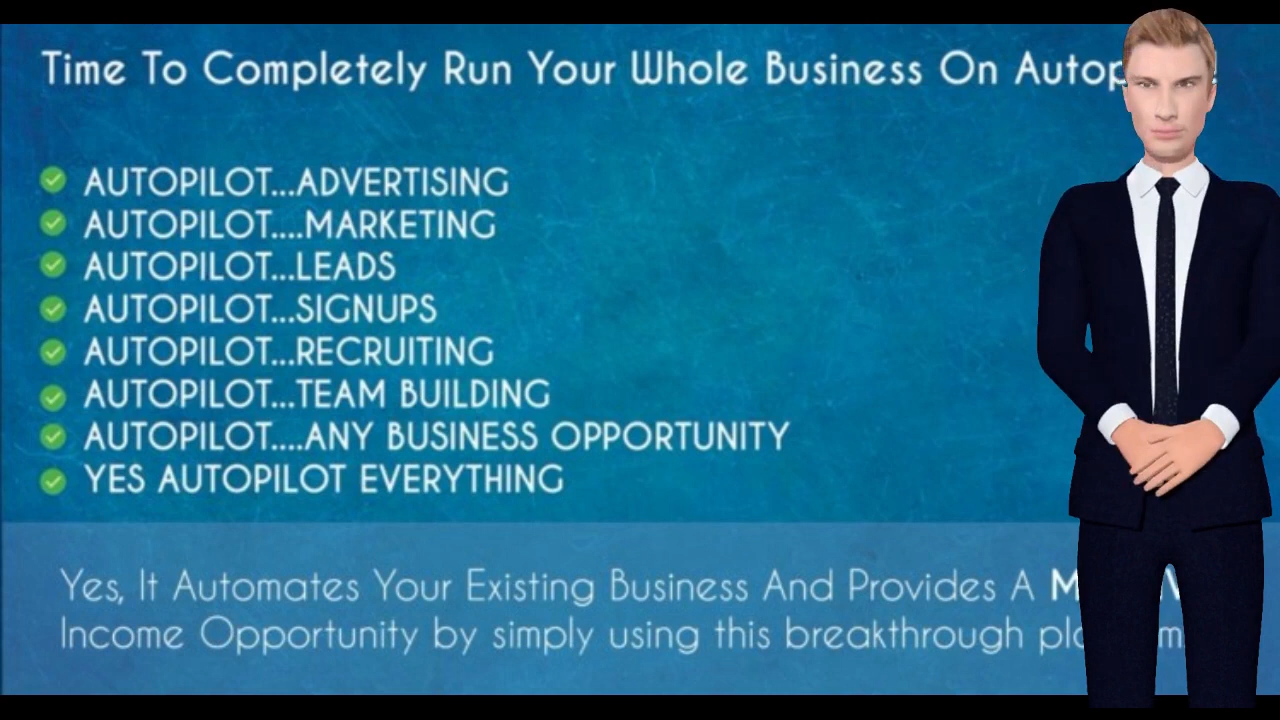 Time To Completely Run Your Whole Business On
AUTOPILOT...ADVERTISING
AUTOPILOT....MARKETING
AUTOPILOT...LEADS
AUTOPILOT...SIGNUPS
AUTOPILOT...RECRUITING
AUTOPILOT...TEAM BUILDING
AUTOPILOT....ANY BUSINESS OPPORTUNITY
YES AUTOPILOT EVERYTHING
Yes, It Automates Your Existing Business And Provides A
Income Opportunity by simply using this breakthrough